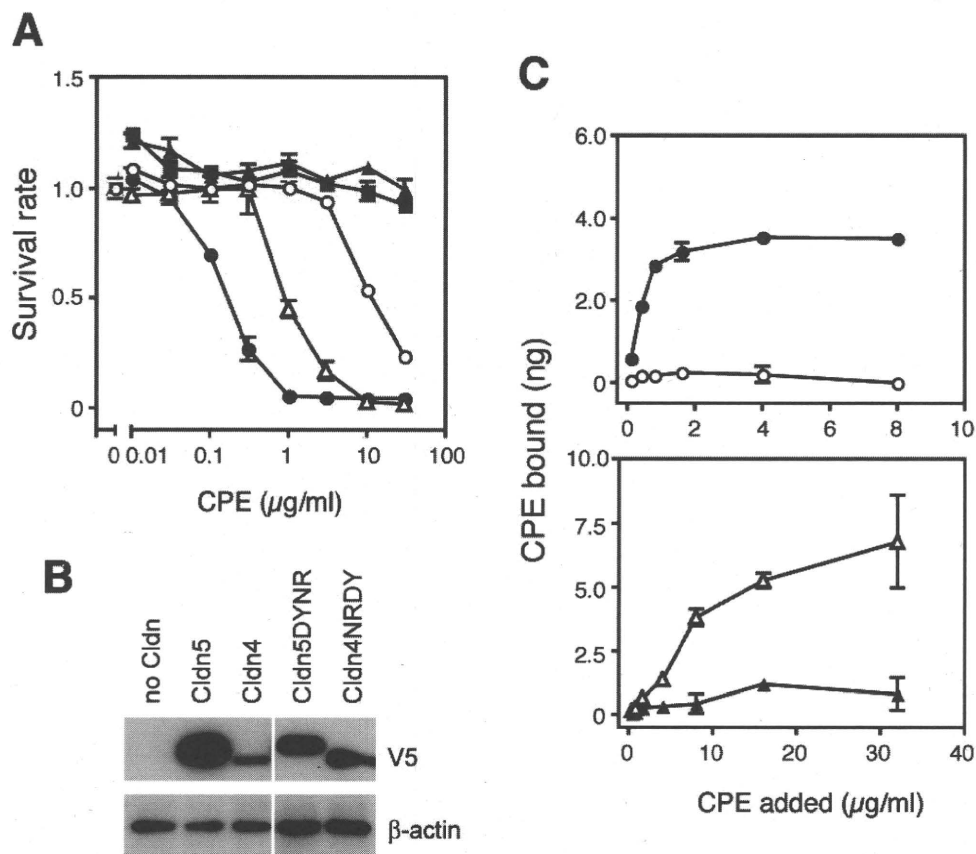 A
1.5
1.0
0.5
0
Survival rate
0 0.01 0.1 1 10 100
CPE (µg/ml)
B
no Cldn
Cldn5
Cldn4
Cldn5DYNR
Cldn4NRDY
V5
β-actin
C
6.0
4.0
2.0
0
0 2 4 6 8 10
10.0
7.5
5.0
2.5
0
0 10 20 30 40
CPE bound (ng)
CPE added (µg/ml)